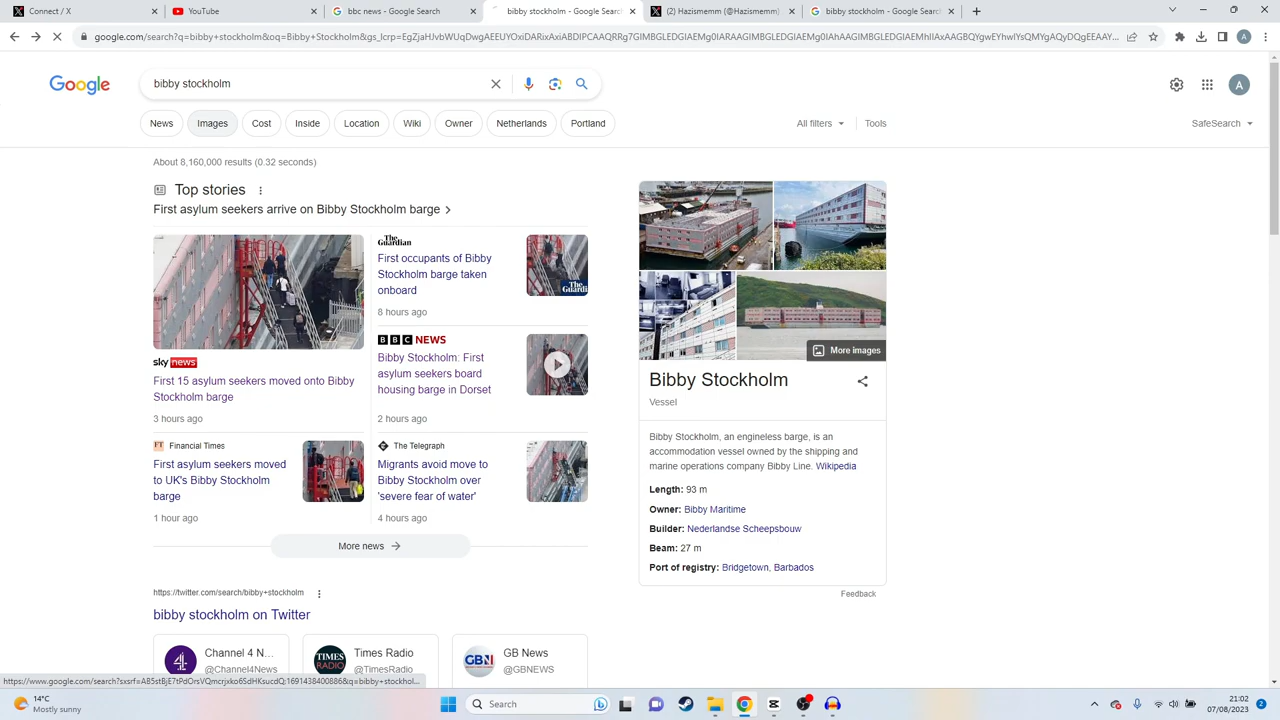 Connect / X
YouTube
bbc news - Google Search
bibby stockholm - Google Search
(2) Hazismemm (@Hazismemm)
bibby stockholm - Google Search
Google
bibby stockholm
A
News
Images
Cost
Inside
Location
Wiki
Owner
Netherlands
Portland
All filters
Tools
SafeSearch
About 8,160,000 results (0.32 seconds)
Top stories
First asylum seekers arrive on Bibby Stockholm barge
sky news
First 15 asylum seekers moved onto Bibby
Stockholm barge
3 hours ago
The
Guardian
First occupants of Bibby
Stockholm barge taken
onboard
8 hours ago
The
Guardi
BBC NEWS
Bibby Stockholm: First
asylum seekers board
housing barge in Dorset
2 hours ago
FT Financial Times
First asylum seekers moved
to UK's Bibby Stockholm
barge
1 hour ago
The Telegraph
Migrants avoid move to
Bibby Stockholm over
'severe fear of water'
4 hours ago
More news
https://twitter.com/search/bibby+stockholm
bibby stockholm on Twitter
4
Channel 4 N...
@Channel4News
TIMES
RADIO
Times Radio
@TimesRadio
GBN
GB News
@GBNEWS
More images
Bibby Stockholm
Vessel
Bibby Stockholm, an engineless barge, is an
accommodation vessel owned by the shipping and
marine operations company Bibby Line. Wikipedia
Length: 93 m
Owner: Bibby Maritime
Builder: Nederlandse Scheepsbouw
Beam: 27 m
Port of registry: Bridgetown, Barbados
Feedback
14°C
Mostly sunny
Search
21:02
07/08/2023
2